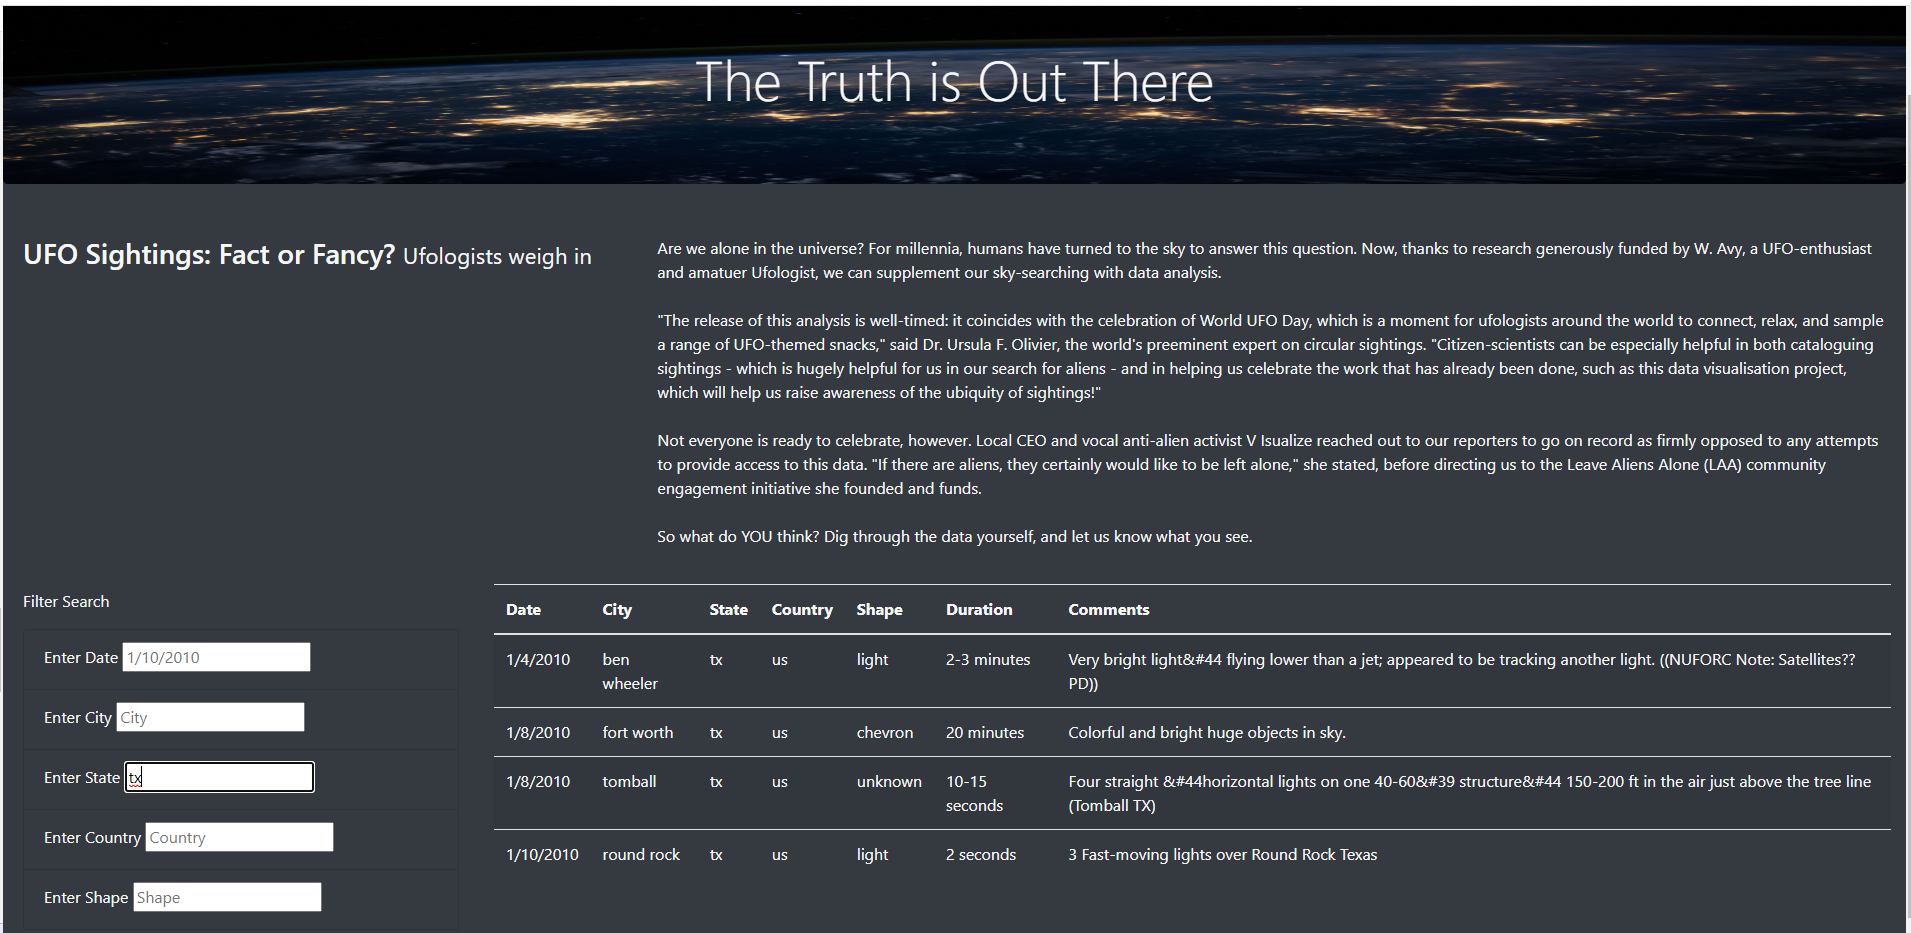 The Truth is Out There
UFO Sightings: Fact or Fancy? Ufologists weigh in
Are we alone in the universe? For millennia, humans have turned to the sky to answer this question. Now, thanks to research generously funded by W. Avy, a UFO-enthusiast
and amatuer Ufologist, we can supplement our sky-searching with data analysis.
"The release of this analysis is well-timed: it coincides with the celebration of World UFO Day, which is a moment for ufologists around the world to connect, relax, and sample
a range of UFO-themed snacks," said Dr. Ursula F. Olivier, the world's preeminent expert on circular sightings. "Citizen-scientists can be especially helpful in both cataloguing
sightings - which is hugely helpful for us in our search for aliens - and in helping us celebrate the work that has already been done, such as this data visualisation project,
which will help us raise awareness of the ubiquity of sightings!"
Not everyone is ready to celebrate, however. Local CEO and vocal anti-alien activist V Isualize reached out to our reporters to go on record as firmly opposed to any attempts
to provide access to this data. "If there are aliens, they certainly would like to be left alone," she stated, before directing us to the Leave Aliens Alone (LAA) community
engagement initiative she founded and funds.
So what do YOU think? Dig through the data yourself, and let us know what you see.
Filter Search
Enter Date 1/10/2010
Enter City City
Enter State tx
Enter Country Country
Enter Shape Shape
Date City State Country Shape Duration Comments
1/4/2010 ben tx us light 2-3 minutes Very bright light&#44 flying lower than a jet; appeared to be tracking another light. ((NUFORC Note: Satellites??
wheeler PD))
1/8/2010 fort worth tx us chevron 20 minutes Colorful and bright huge objects in sky.
1/8/2010 tomball tx us unknown 10-15 Four straight &#44horizontal lights on one 40-60&#39 structure&#44 150-200 ft in the air just above the tree line
seconds (Tomball TX)
1/10/2010 round rock tx us light 2 seconds 3 Fast-moving lights over Round Rock Texas